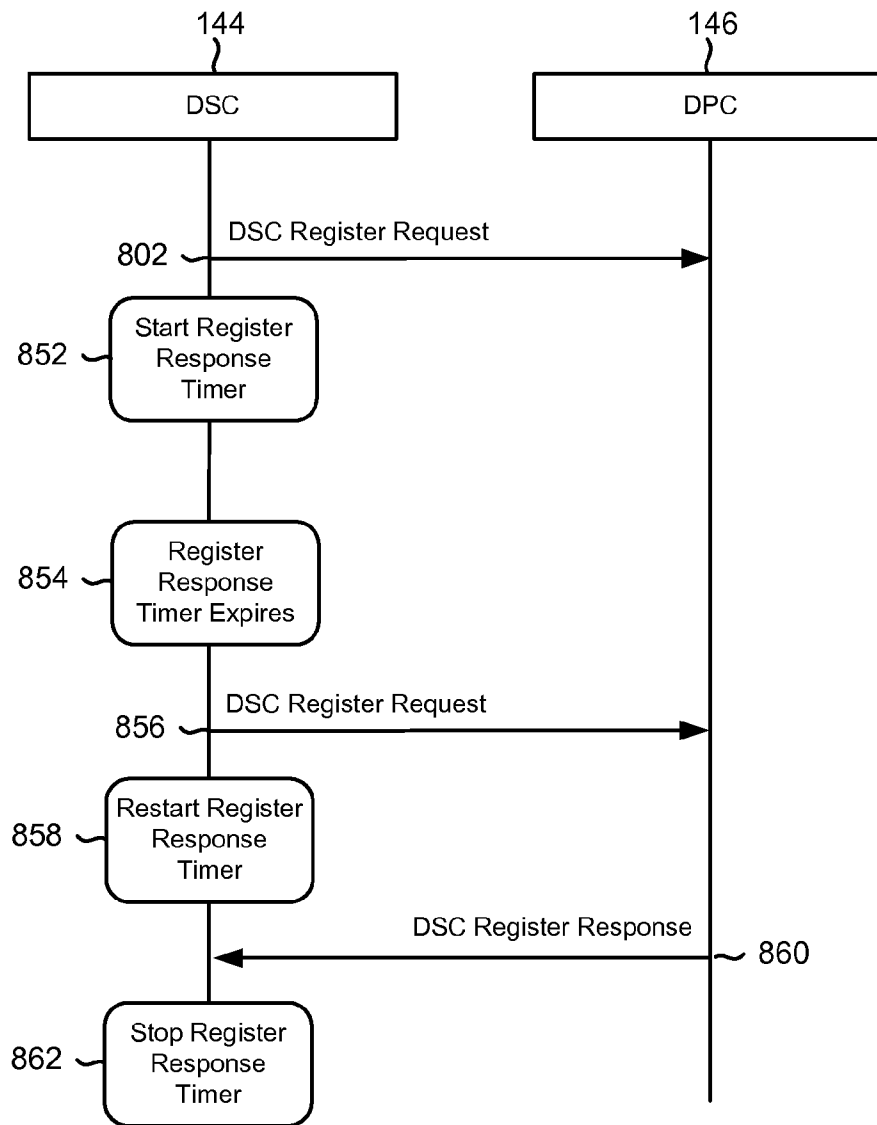 144
146
DSC
DPC
DSC Register Request
802
Start Register
Response
Timer
852
Register
Response
Timer Expires
854
DSC Register Request
856
Restart Register
Response
Timer
858
DSC Register Response
860
Stop Register
Response
Timer
862